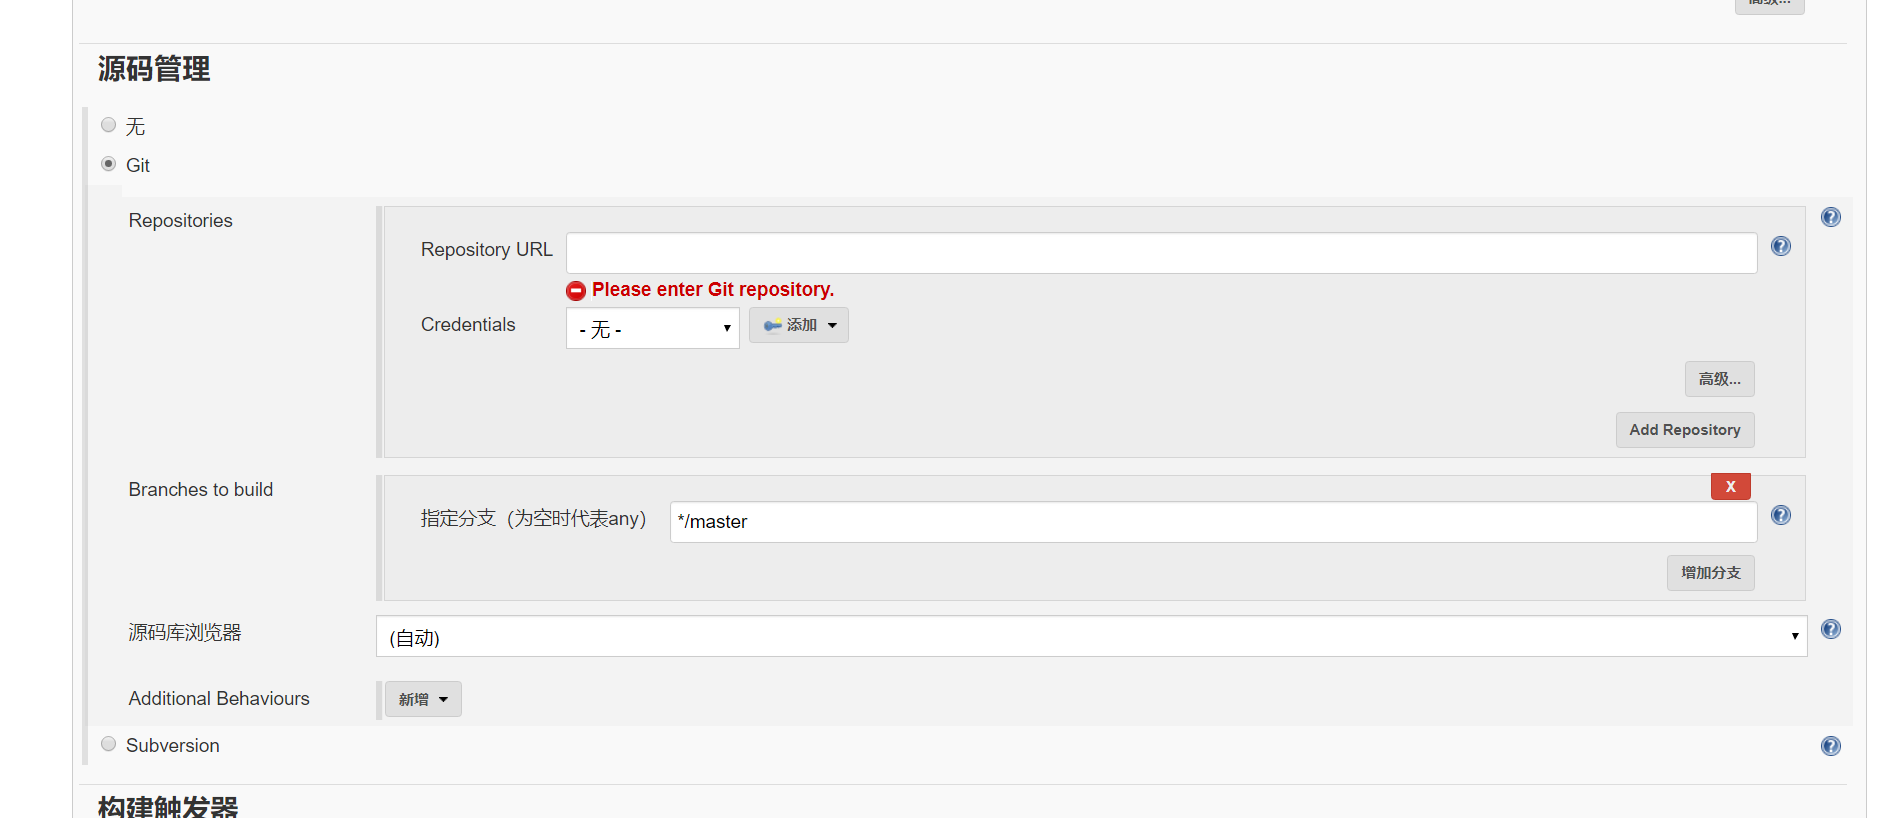 高级...
源码管理
无
Git
Repositories
Repository URL
Please enter Git repository.
Credentials
- 无 -
添加
高级...
Add Repository
Branches to build
X
指定分支（为空时代表any）
*/master
增加分支
源码库浏览器
(自动)
Additional Behaviours
新增
Subversion
构建触发器